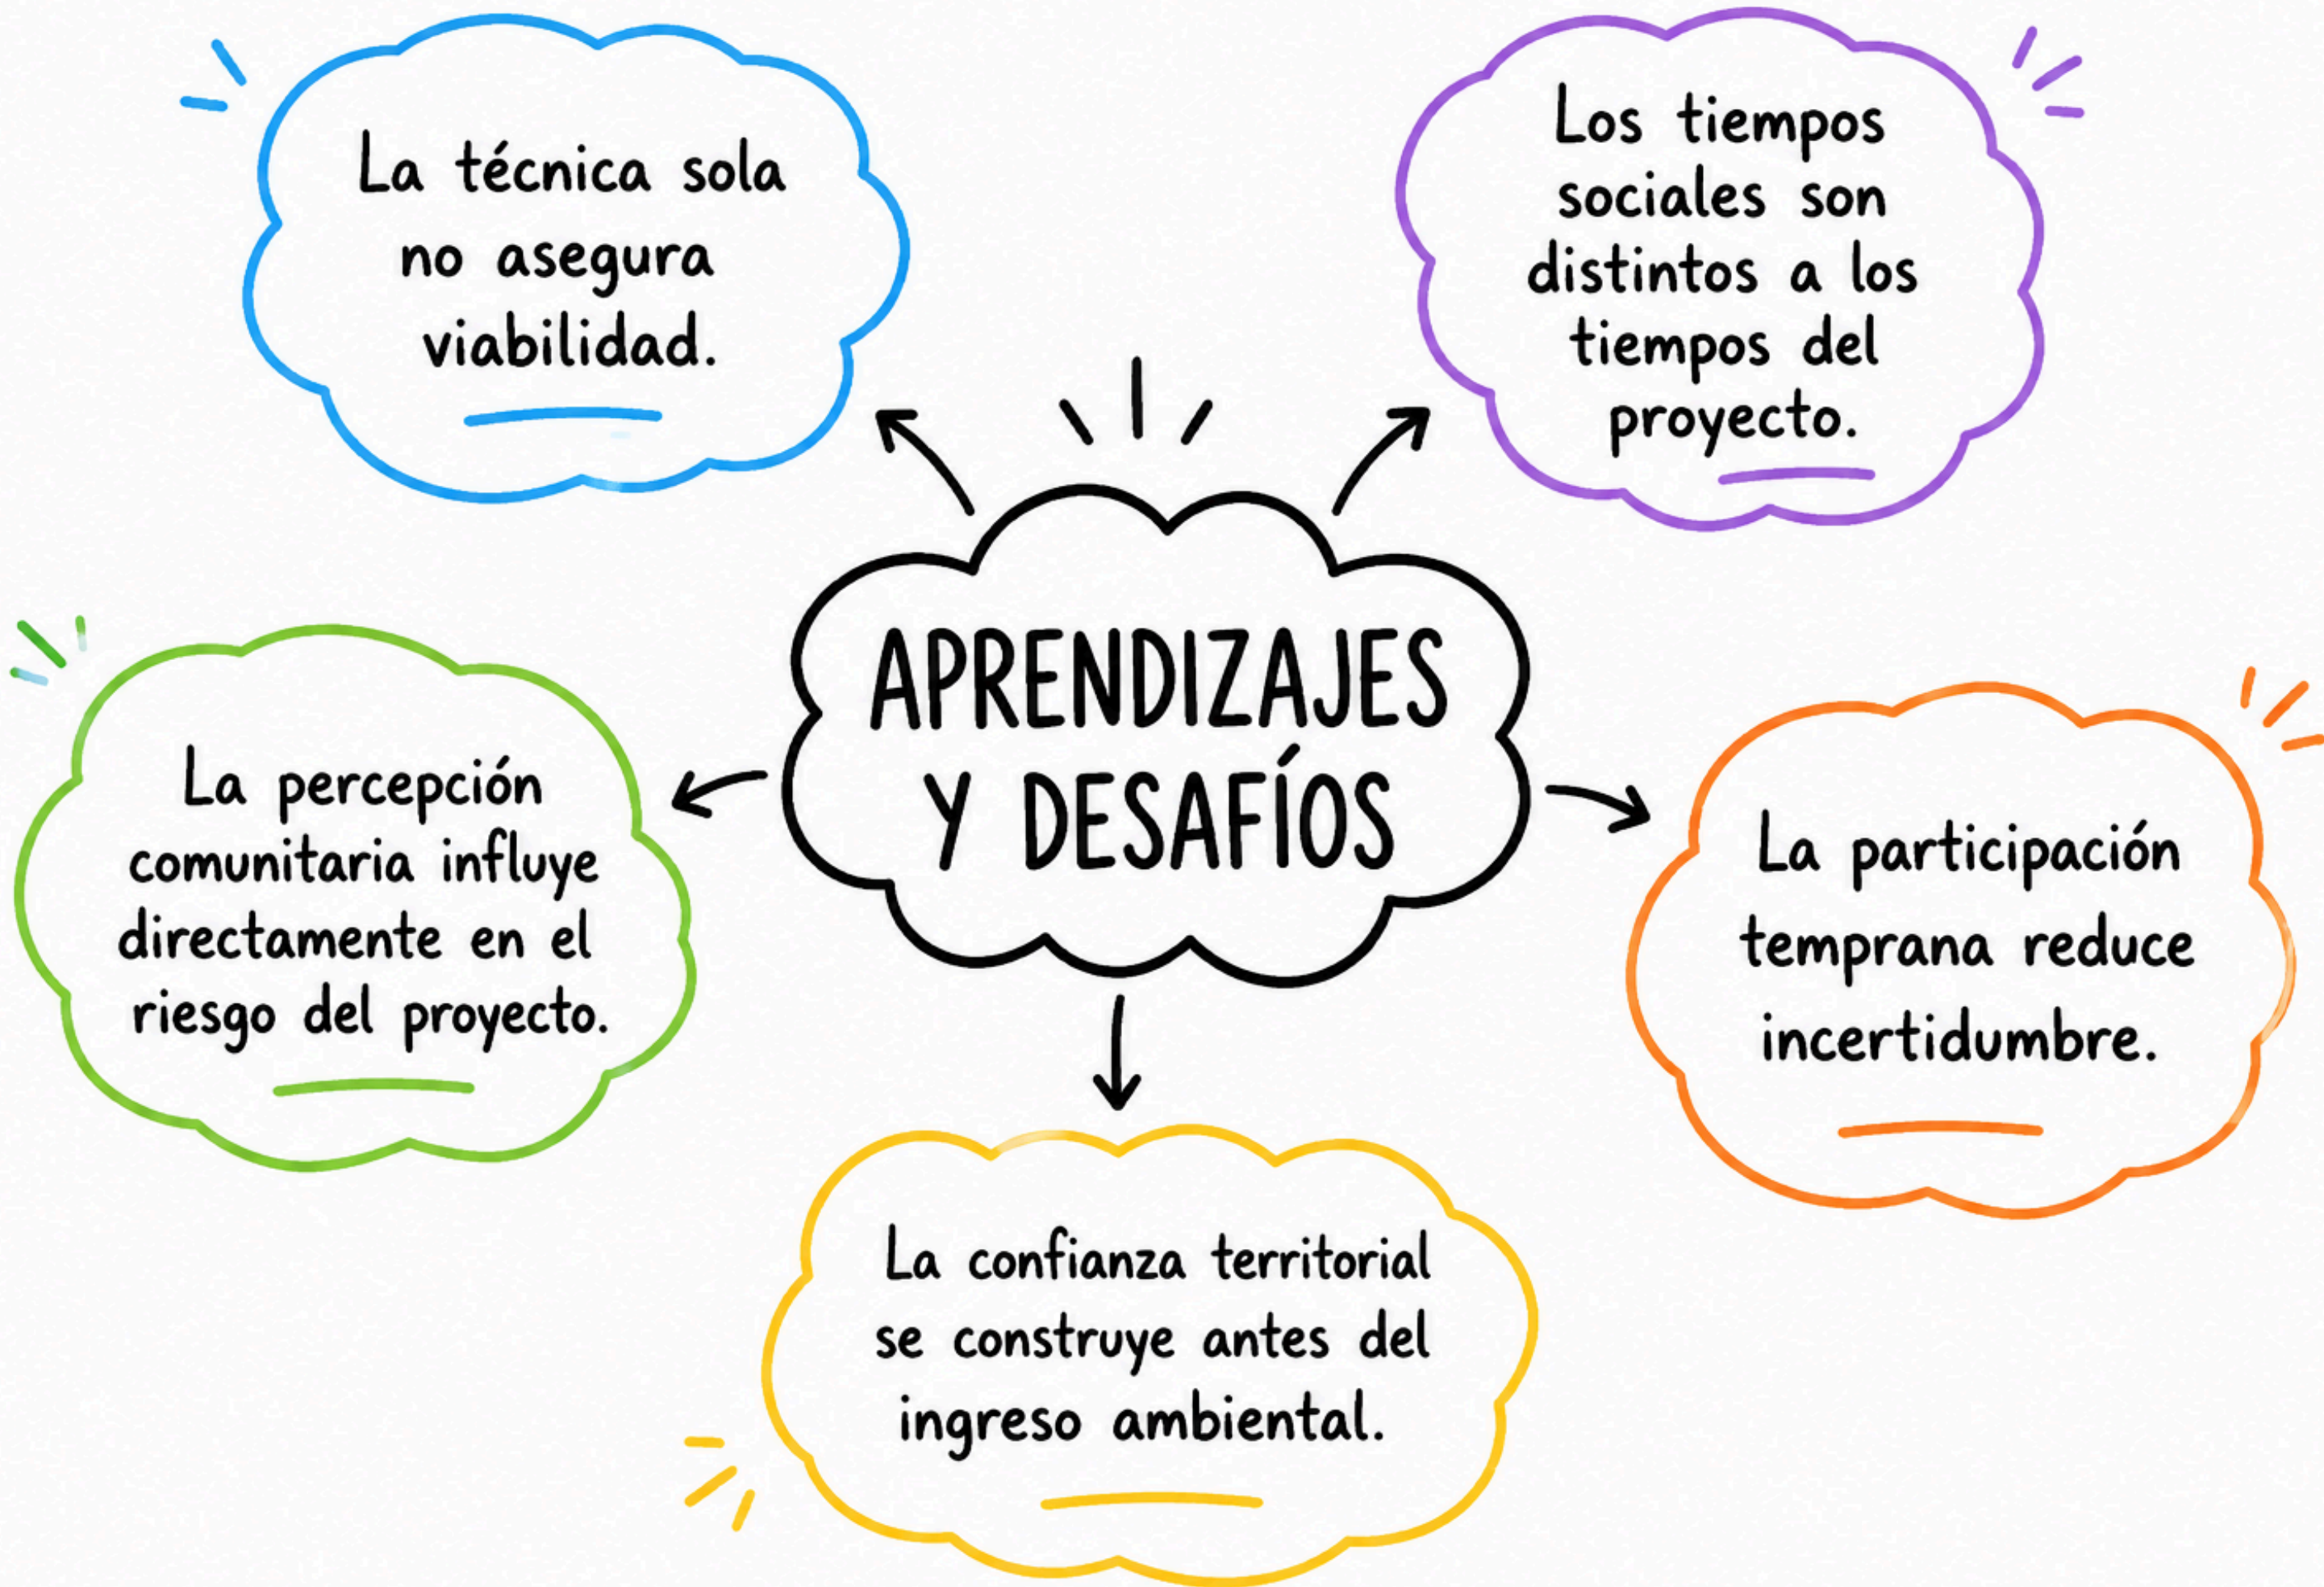 La técnica sola
no asegura
viabilidad.
Los tiempos
sociales son
distintos a los
tiempos del
proyecto.
APRENDIZAJES
Y DESAFÍOS
La percepción
comunitaria influye
directamente en el
riesgo del proyecto.
La participación
temprana reduce
incertidumbre.
La confianza territorial
se construye antes del
ingreso ambiental.